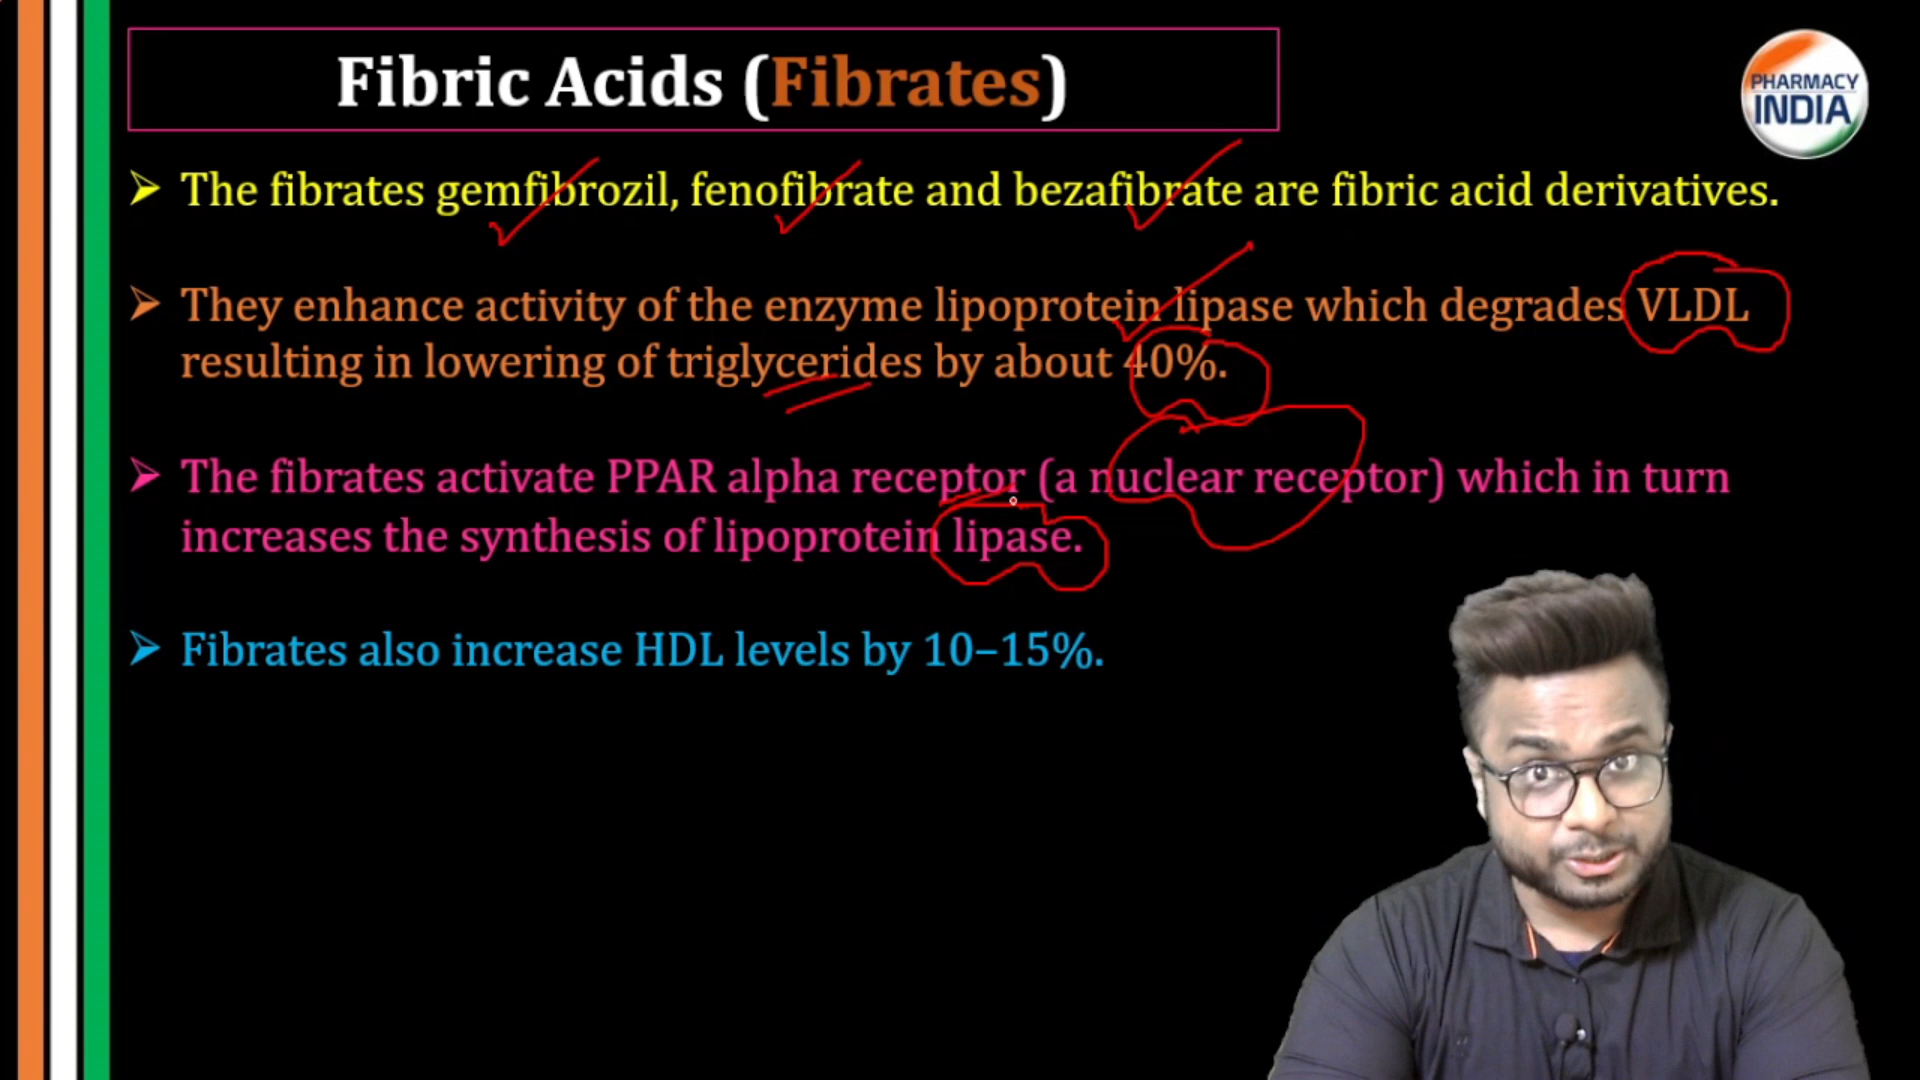 Fibric Acids (Fibrates)
PHARMACY
INDIA
The fibrates gemfibrozil, fenofibrate and bezafibrate are fibric acid derivatives.
They enhance activity of the enzyme lipoprotein lipase which degrades VLDL
resulting in lowering of triglycerides by about 40%.
The fibrates activate PPAR alpha receptor (a nuclear receptor) which in turn
increases the synthesis of lipoprotein lipase.
Fibrates also increase HDL levels by 10–15%.